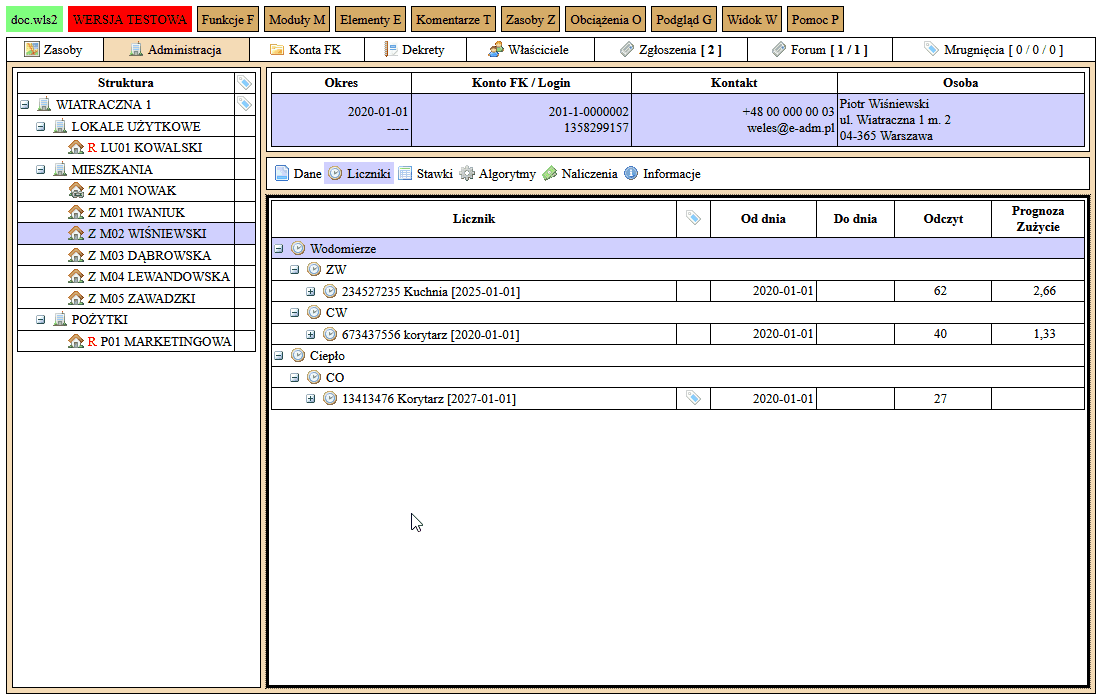 doc.wls2 WERSJA TESTOWA Funkcje F Moduły M Elementy E Komentarze T Zasoby Z Obciążenia O Podgląd G Widok W Pomoc P
Zasoby Administracja Konta FK Dekrety Właściciele Zgłoszenia [ 2 ] Forum [ 1 / 1 ] Mrugnięcia [ 0 / 0 / 0 ]
Struktura
WIATRACZNA 1
LOKALE UŻYTKOWE
R LU01 KOWALSKI
MIESZKANIA
Z M01 NOWAK
Z M01 IWANIUK
Z M02 WIŚNIEWSKI
Z M03 DĄBROWSKA
Z M04 LEWANDOWSKA
Z M05 ZAWADZKI
POŻYTKI
R P01 MARKETINGOWA
Okres Konto FK / Login Kontakt Osoba
2020-01-01 201-1-0000002 +48 00 000 00 03 Piotr Wiśniewski
----- 1358299157 weles@e-adm.pl ul. Wiatraczna 1 m. 2
04-365 Warszawa
Dane Liczniki Stawki Algorytmy Naliczenia Informacje
Licznik Od dnia Do dnia Odczyt Prognoza
Zużycie
Wodomierze
ZW
234527235 Kuchnia [2025-01-01] 2020-01-01 62 2,66
CW
673437556 korytarz [2020-01-01] 2020-01-01 40 1,33
Ciepło
CO
13413476 Korytarz [2027-01-01] 2020-01-01 27